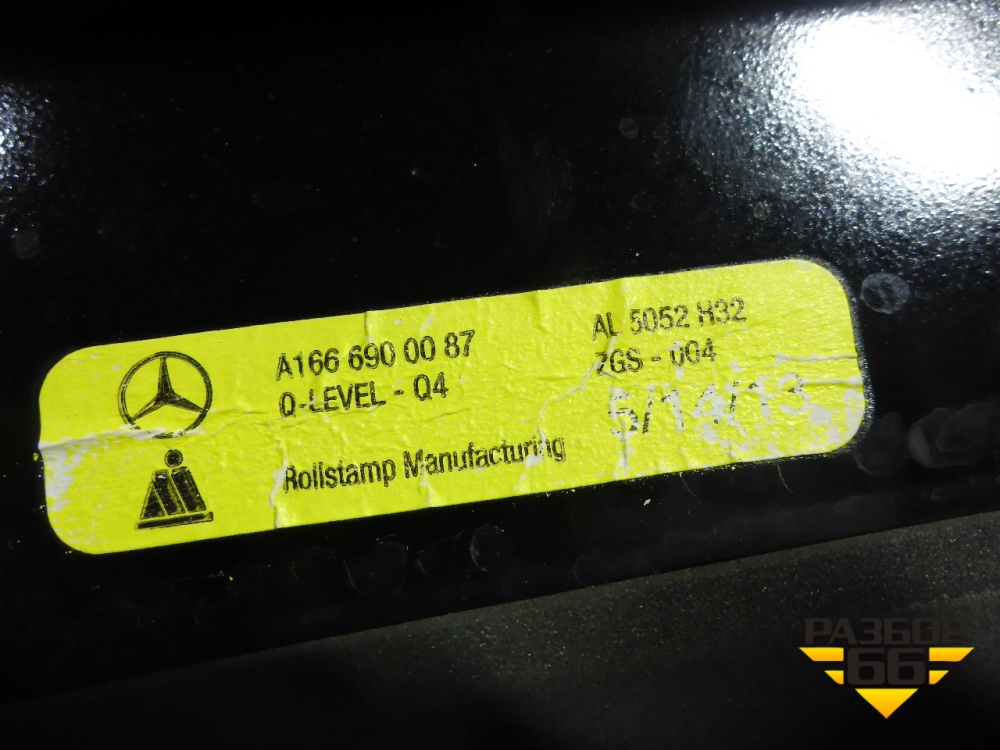 A166 690 00 87
Q-LEVEL - Q4
Rollstamp Manufacturing
AL 5052 H32
ZGS - 004
5/14/13
РАЗБОР
66